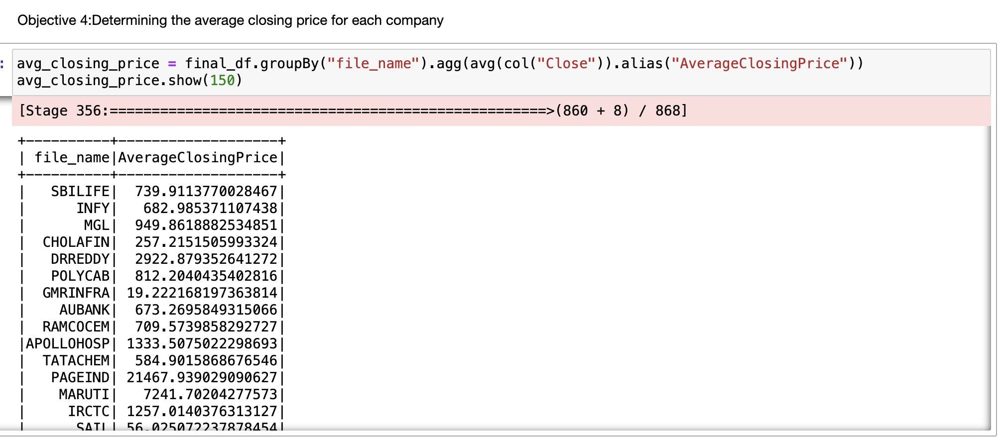 Objective 4:Determining the average closing price for each company
:
avg_closing_price = final_df.groupBy("file_name").agg(avg(col("Close")).alias("AverageClosingPrice"))
avg_closing_price.show(150)
[Stage 356:====================================================>(860 + 8) / 868]
+----------+-------------------+
| file_name|AverageClosingPrice|
+----------+-------------------+
|   SBILIFE|  739.9113770028467|
|      INFY|   682.985371107438|
|       MGL|  949.8618882534851|
|  CHOLAFIN|  257.2151505993324|
|   DRREDDY|  2922.879352641272|
|   POLYCAB|  812.2040435402816|
|  GMRINFRA| 19.222168197363814|
|    AUBANK|  673.2695849315066|
|  RAMCOCEM|  709.5739858292727|
|APOLLOHOSP| 1333.5075022298693|
|  TATACHEM|  584.9015868676546|
|   PAGEIND| 21467.939029090627|
|    MARUTI|   7241.70204277573|
|     IRCTC| 1257.0140376313127|
|      SAIL| 56.025072237878454|